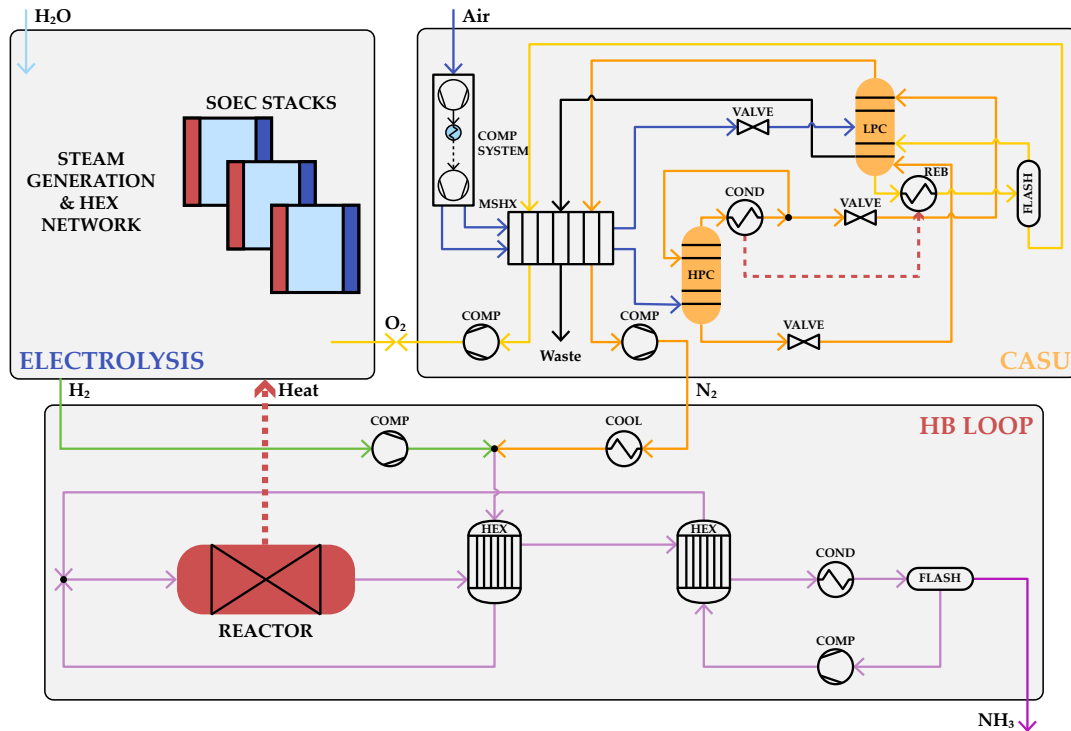 H₂O
Air
SOEC STACKS
STEAM
GENERATION
& HEX
NETWORK
COMP
SYSTEM
VALVE
LPC
MSHX
COND
VALVE
REB
FLASH
HPC
O₂
COMP
COMP
VALVE
Waste
ELECTROLYSIS
CASU
H₂
Heat
N₂
HB LOOP
COMP
COOL
HEX
HEX
COND
FLASH
REACTOR
COMP
NH₃